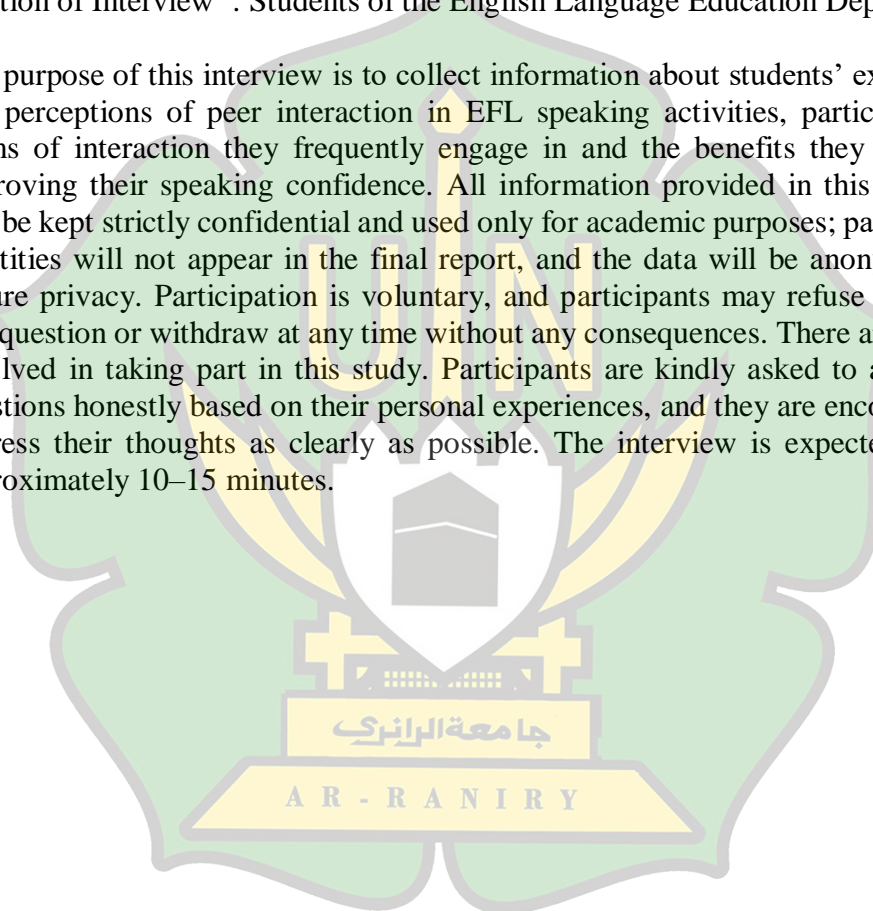 tion of Interview : Students of the English Language Education Dep
purpose of this interview is to collect information about students’ ex
perceptions of peer interaction in EFL speaking activities, partic
ns of interaction they frequently engage in and the benefits they
roving their speaking confidence. All information provided in this
be kept strictly confidential and used only for academic purposes; pa
tities will not appear in the final report, and the data will be anon
ure privacy. Participation is voluntary, and participants may refuse
question or withdraw at any time without any consequences. There a
lved in taking part in this study. Participants are kindly asked to a
stions honestly based on their personal experiences, and they are enco
ress their thoughts as clearly as possible. The interview is expecte
roximately 10–15 minutes.
UIN
جامعة الرانري
AR-RANIRY